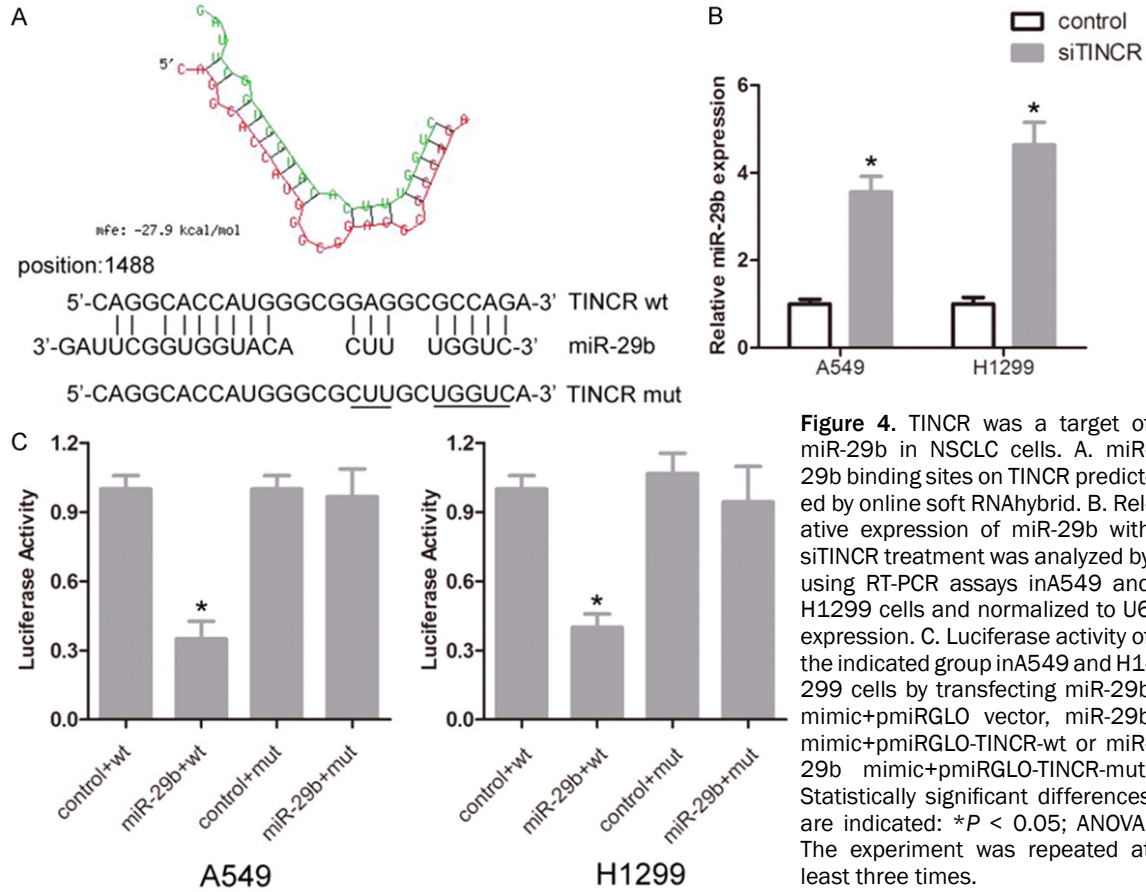 A
5'
mfe: -27.9 kcal/mol
position:1488
5'-CAGGCACCAUGGGCGGAGGCGCCAGA-3' TINCR wt
3'-GAUUCGGUGGUACA CUU UGGUC-3' miR-29b
5'-CAGGCACCAUGGGCGCUUGCUGGUCA-3' TINCR mut
B
control
siTINCR
Relative miR-29b expression
6
4
2
0
*
*
A549
H1299
C
Luciferase Activity
1.2
0.9
0.6
0.3
0.0
*
control+wt
miR-29b+wt
control+mut
miR-29b+mut
A549
Luciferase Activity
1.2
0.9
0.6
0.3
0.0
*
control+wt
miR-29b+wt
control+mut
miR-29b+mut
H1299
Figure 4. TINCR was a target of
miR-29b in NSCLC cells. A. miR-
29b binding sites on TINCR predict-
ed by online soft RNAhybrid. B. Rel-
ative expression of miR-29b with
siTINCR treatment was analyzed by
using RT-PCR assays inA549 and
H1299 cells and normalized to U6
expression. C. Luciferase activity of
the indicated group inA549 and H1-
299 cells by transfecting miR-29b
mimic+pmiRGLO vector, miR-29b
mimic+pmiRGLO-TINCR-wt or miR-
29b mimic+pmiRGLO-TINCR-mut.
Statistically significant differences
are indicated: *P < 0.05; ANOVA.
The experiment was repeated at
least three times.